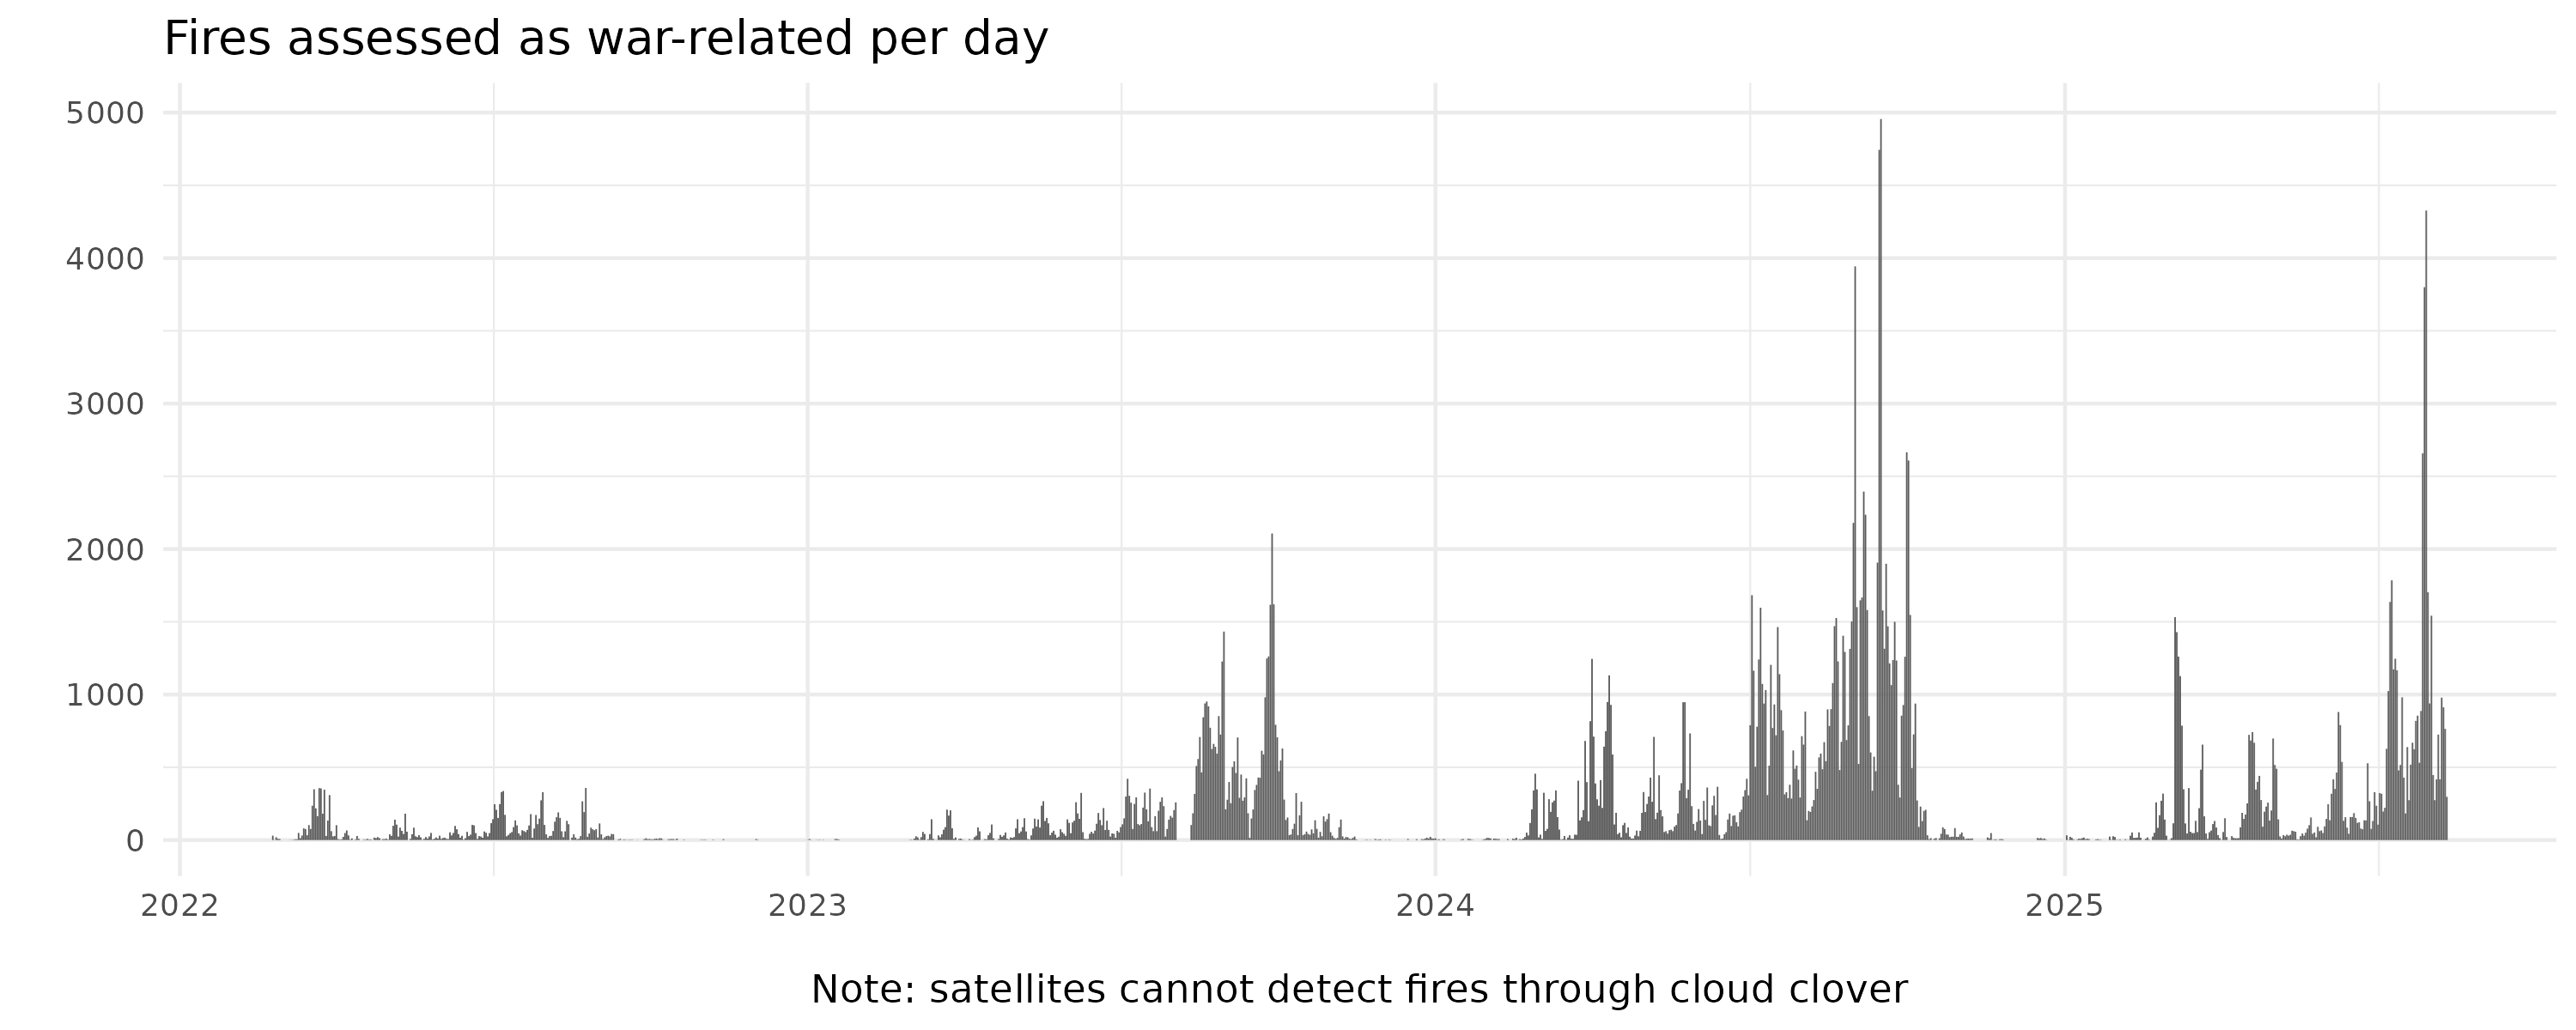 Fires assessed as war-related per day
5000
4000
3000
2000
1000
0
2022 2023 2024 2025
Note: satellites cannot detect fires through cloud clover